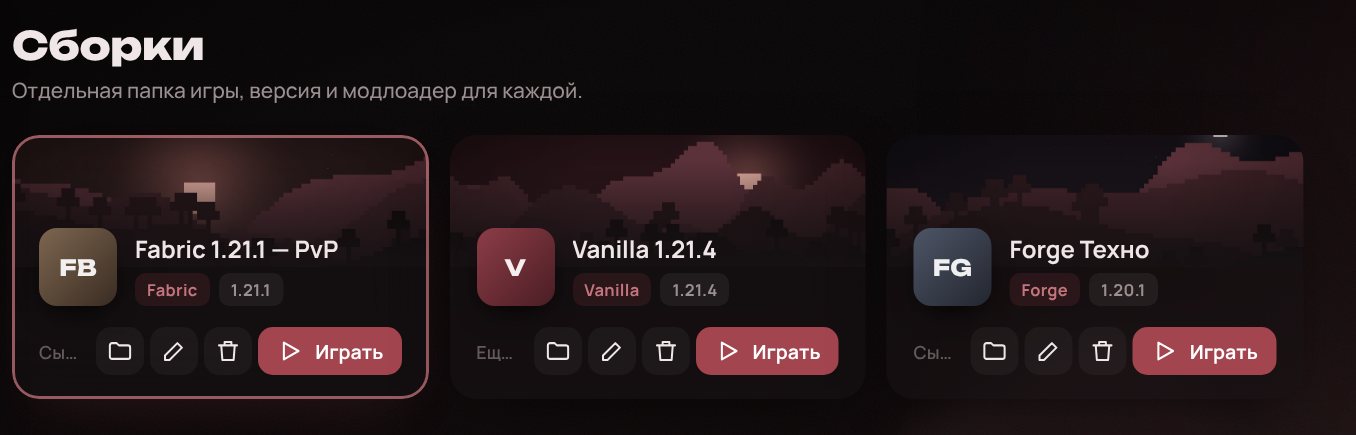 Сборки
Отдельная папка игры, версия и модлоадер для каждой.
FB
Fabric 1.21.1 — PvP
Fabric
1.21.1
Сы...
Играть
V
Vanilla 1.21.4
Vanilla
1.21.4
Ещ...
Играть
FG
Forge Техно
Forge
1.20.1
Сы...
Играть